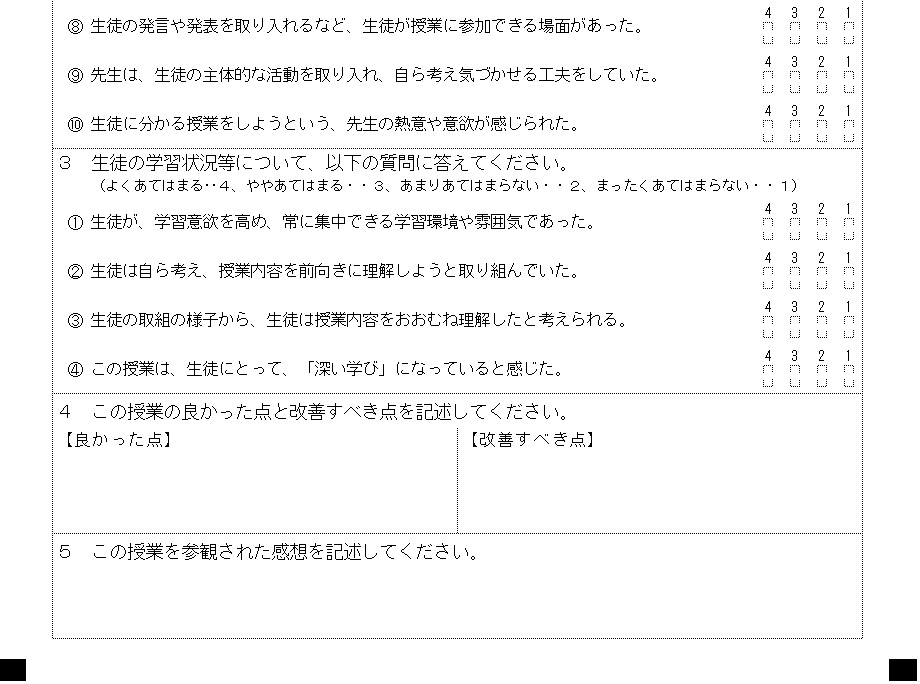 ⑧ 生徒の発言や発表を取り入れるなど、生徒が授業に参加できる場面があった。 4 3 2 1
⑨ 先生は、生徒の主体的な活動を取り入れ、自ら考え気づかせる工夫をしていた。 4 3 2 1
⑩ 生徒に分かる授業をしようという、先生の熱意や意欲が感じられた。 4 3 2 1
3 生徒の学習状況等について、以下の質問に答えてください。
（よくあてはまる‥４、ややあてはまる・・３、あまりあてはまらない・・２、まったくあてはまらない・・１）
① 生徒が、学習意欲を高め、常に集中できる学習環境や雰囲気であった。 4 3 2 1
② 生徒は自ら考え、授業内容を前向きに理解しようと取り組んでいた。 4 3 2 1
③ 生徒の取組の様子から、生徒は授業内容をおおむね理解したと考えられる。 4 3 2 1
④ この授業は、生徒にとって、「深い学び」になっていると感じた。 4 3 2 1
4 この授業の良かった点と改善すべき点を記述してください。
【良かった点】 【改善すべき点】
5 この授業を参観された感想を記述してください。